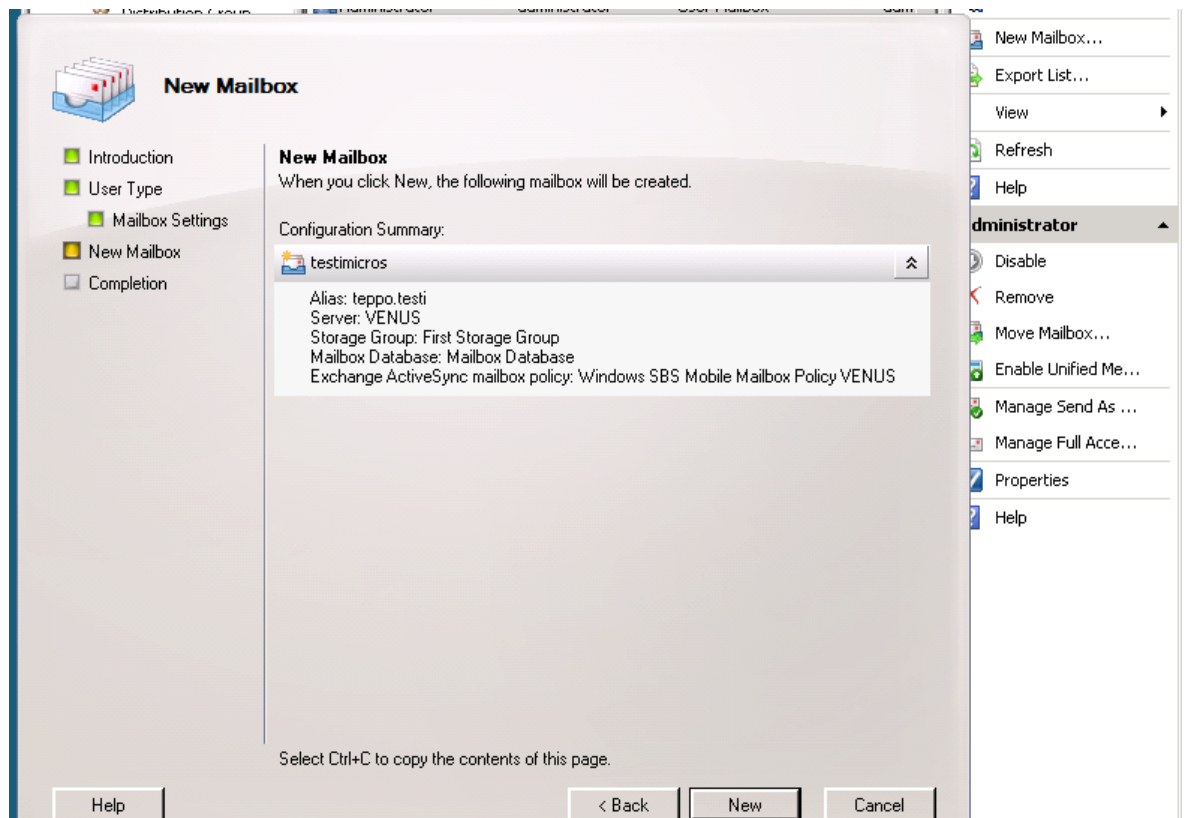 New Mailbox
Introduction
User Type
Mailbox Settings
New Mailbox
Completion
New Mailbox
When you click New, the following mailbox will be created.
Configuration Summary:
testimicros
Alias: teppo.testi
Server: VENUS
Storage Group: First Storage Group
Mailbox Database: Mailbox Database
Exchange ActiveSync mailbox policy: Windows SBS Mobile Mailbox Policy VENUS
Select Ctrl+C to copy the contents of this page.
Help
< Back
New
Cancel
New Mailbox...
Export List...
View
Refresh
Help
dministrator
Disable
Remove
Move Mailbox...
Enable Unified Me...
Manage Send As ...
Manage Full Acce...
Properties
Help